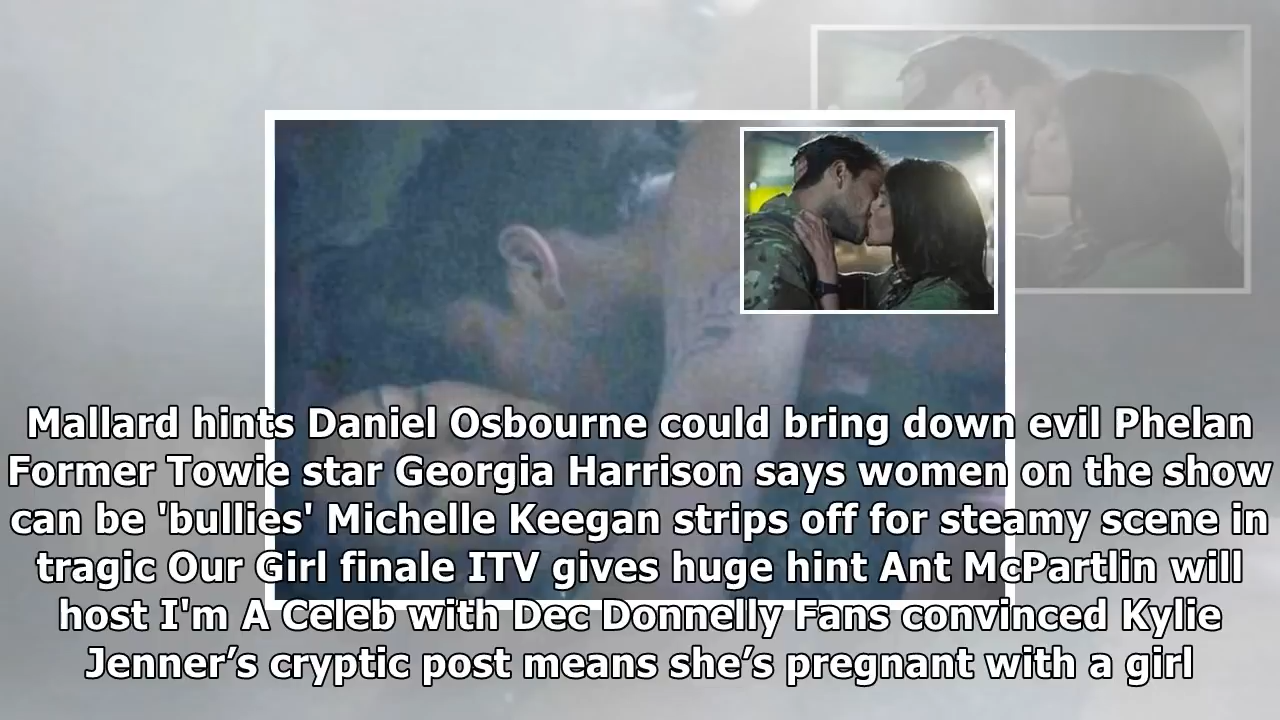 Mallard hints Daniel Osbourne could bring down evil Phelan
Former Towie star Georgia Harrison says women on the show
can be 'bullies' Michelle Keegan strips off for steamy scene in
tragic Our Girl finale ITV gives huge hint Ant McPartlin will
host I'm A Celeb with Dec Donnelly Fans convinced Kylie
Jenner’s cryptic post means she’s pregnant with a girl